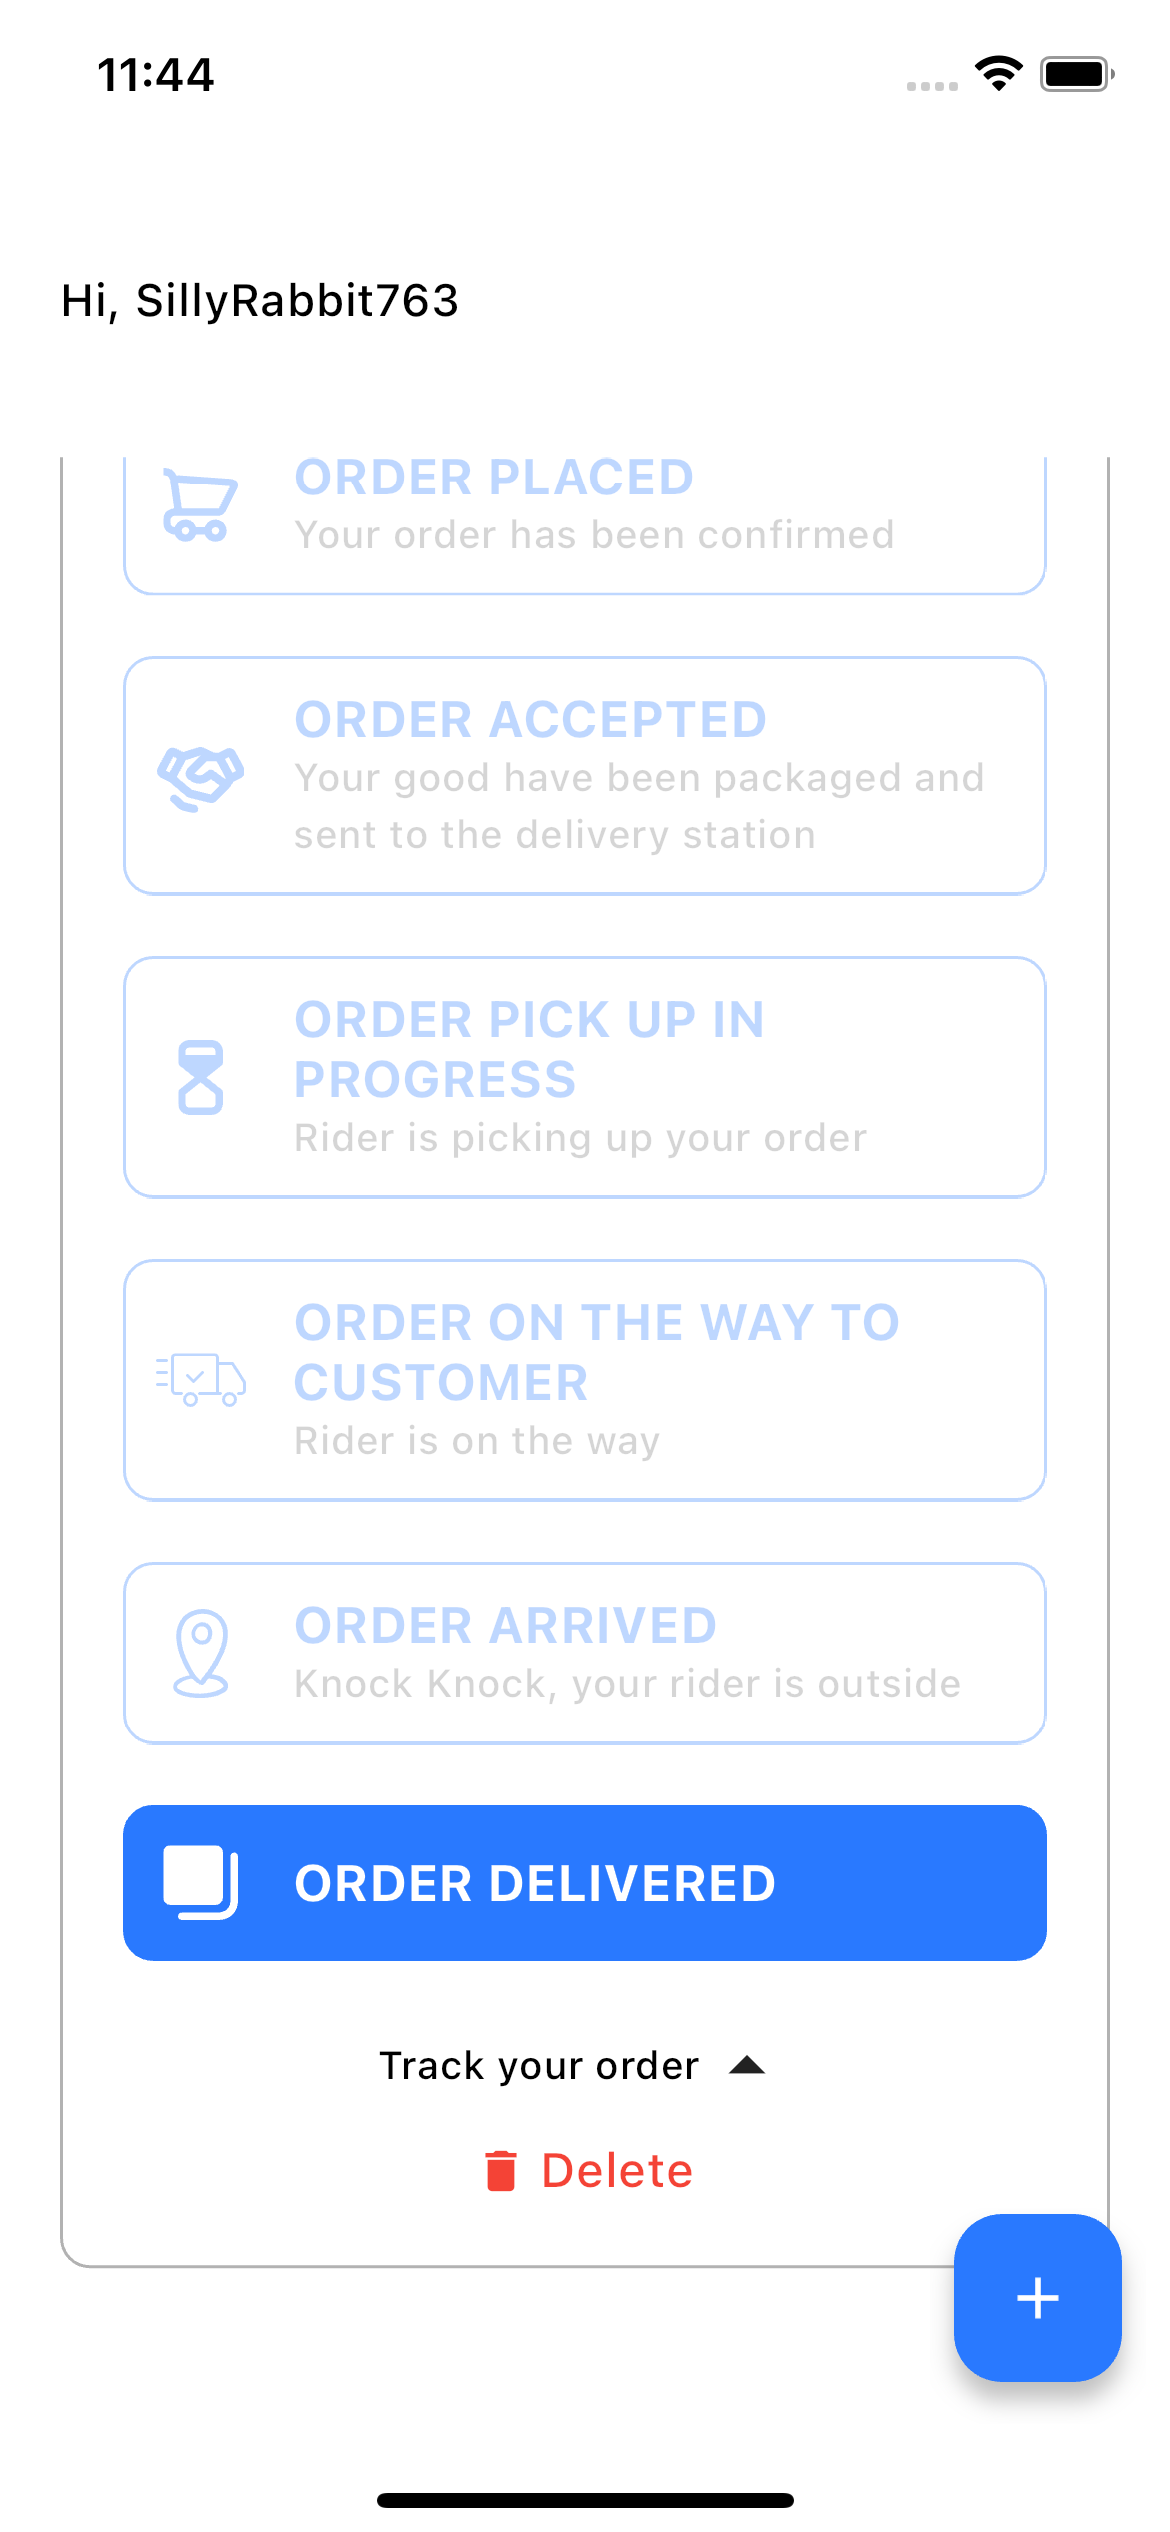 11:44
Hi, SillyRabbit763
ORDER PLACED
Your order has been confirmed
ORDER ACCEPTED
Your good have been packaged and
sent to the delivery station
ORDER PICK UP IN
PROGRESS
Rider is picking up your order
ORDER ON THE WAY TO
CUSTOMER
Rider is on the way
ORDER ARRIVED
Knock Knock, your rider is outside
ORDER DELIVERED
Track your order
Delete